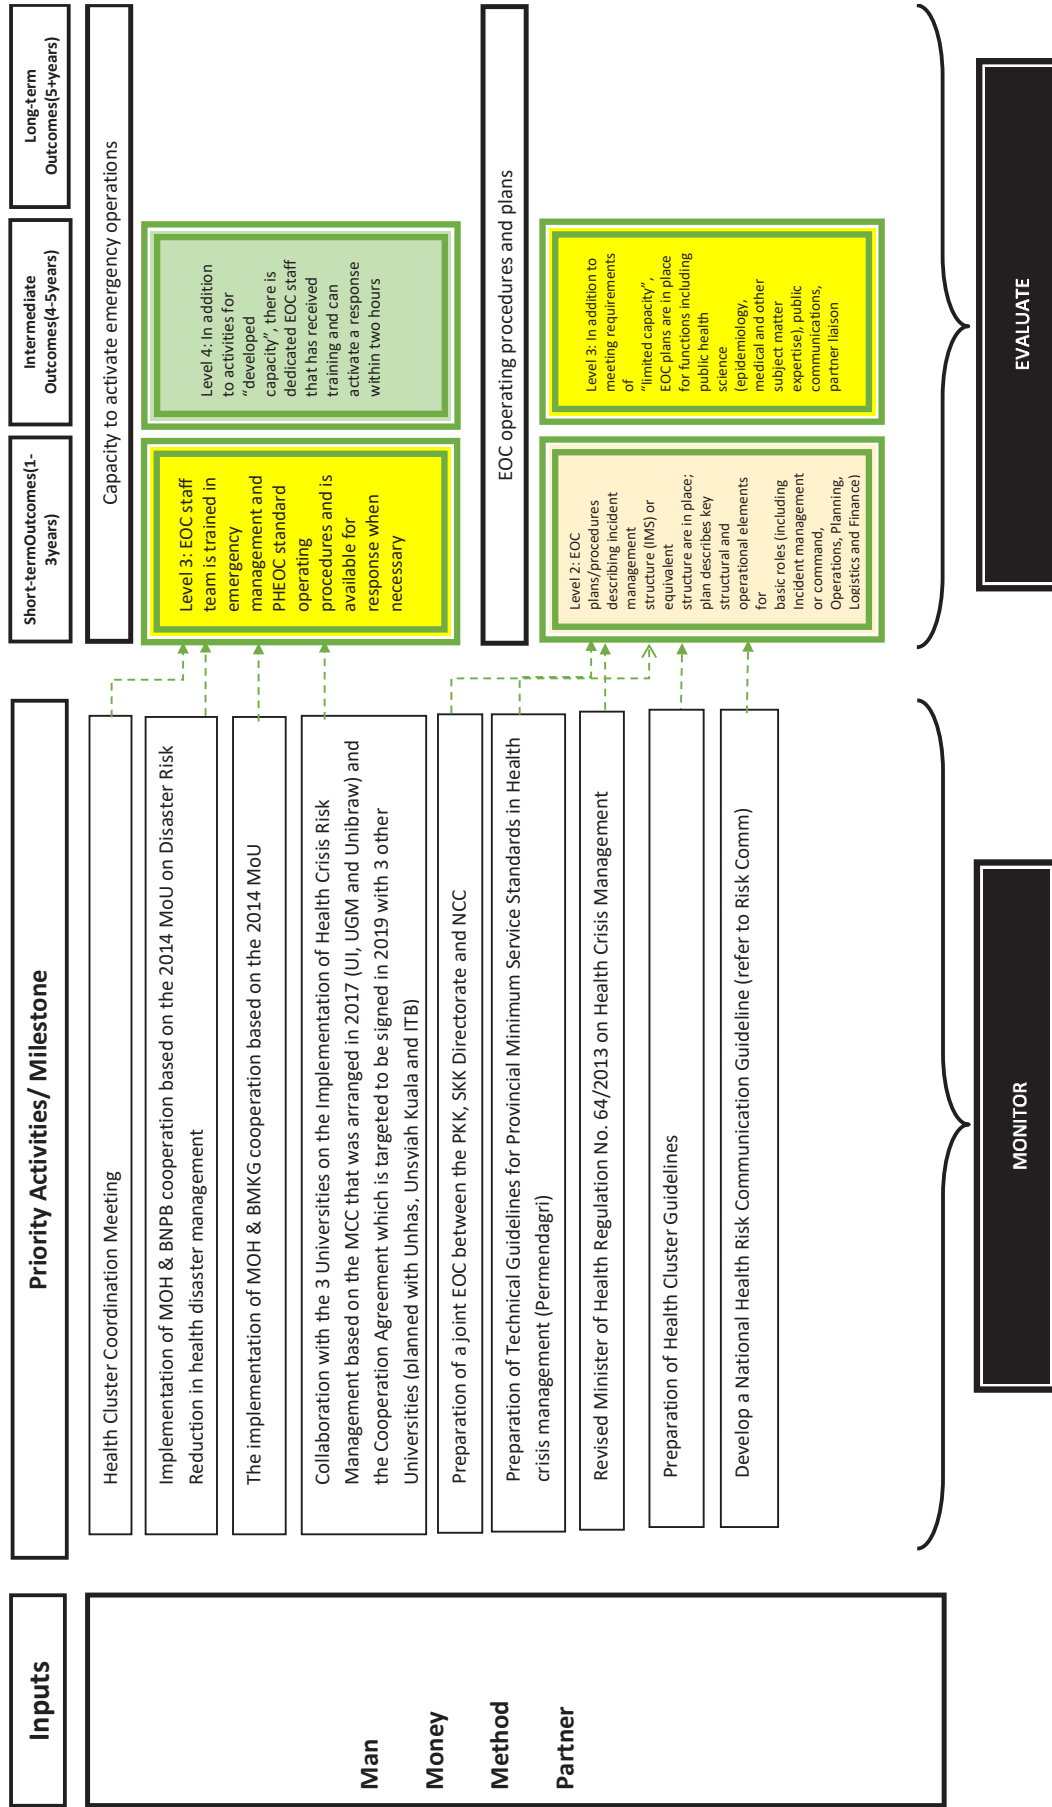 Inputs
Man
Money
Method
Partner
Priority Activities/ Milestone
Health Cluster Coordination Meeting
Implementation of MOH & BNPB cooperation based on the 2014 MoU on Disaster Risk
Reduction in health disaster management
The implementation of MOH & BMKG cooperation based on the 2014 MoU
Collaboration with the 3 Universities on the Implementation of Health Crisis Risk
Management based on the MCC that was arranged in 2017 (UI, UGM and Unibraw) and
the Cooperation Agreement which is targeted to be signed in 2019 with 3 other
Universities (planned with Unhas, Unsviah Kuala and ITB)
Preparation of a joint EOC between the PKK, SKK Directorate and NCC
Preparation of Technical Guidelines for Provincial Minimum Service Standards in Health
crisis management (Permendagri)
Revised Minister of Health Regulation No. 64/2013 on Health Crisis Management
Preparation of Health Cluster Guidelines
Develop a National Health Risk Communication Guideline (refer to Risk Comm)
MONITOR
Short-termOutcomes(1-
3years)
Intermediate
Outcomes(4-5years)
Long-term
Outcomes(5+years)
Capacity to activate emergency operations
Level 3: EOC staff
team is trained in
emergency
management and
PHEOC standard
operating
procedures and is
available for
response when
necessary
Level 4: In addition
to activities for
“developed
capacity”, there is
dedicated EOC staff
that has received
training and can
activate a response
within two hours
EOC operating procedures and plans
Level 2: EOC
plans/procedures
describing incident
management
structure (IMS) or
equivalent
structure are in place;
plan describes key
structural and
operational elements
for
basic roles (including
Incident management
or command,
Operations, Planning,
Logistics and Finance)
Level 3: In addition to
meeting requirements
of
“limited capacity”,
EOC plans are in place
for functions including
public health
science
(epidemiology,
medical and other
subject matter
expertise), public
communications,
partner liaison
EVALUATE